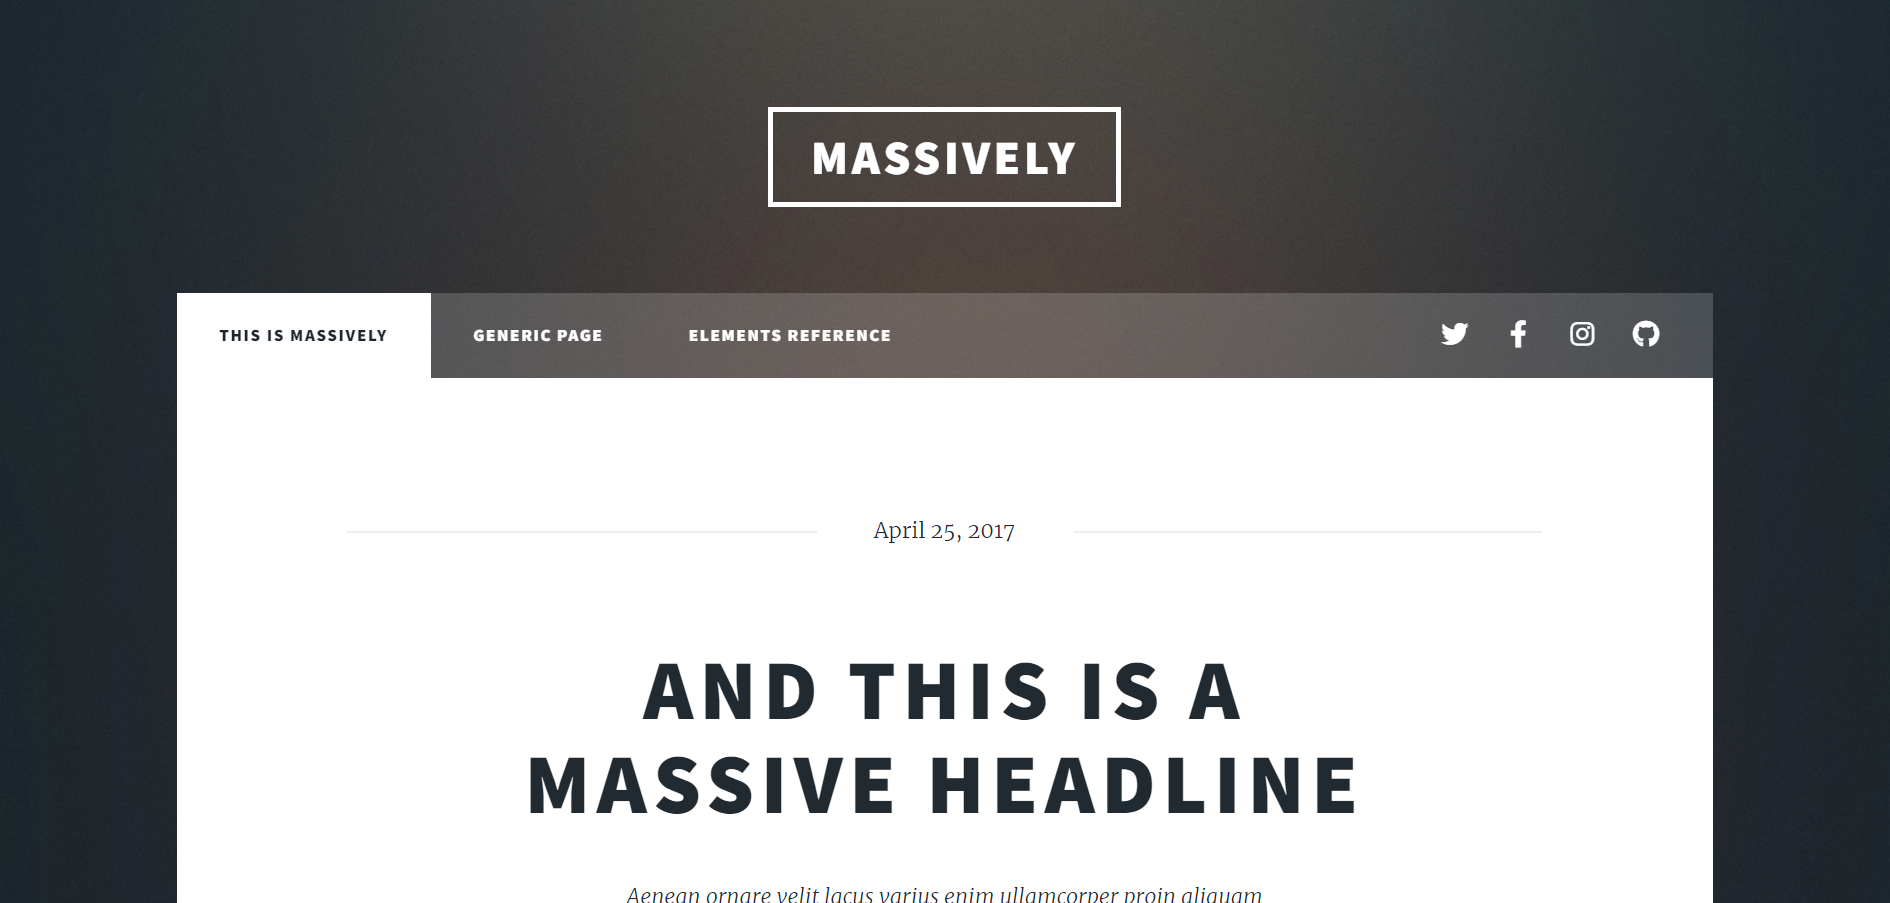 MASSIVELY
THIS IS MASSIVELY GENERIC PAGE ELEMENTS REFERENCE
April 25, 2017
AND THIS IS A
MASSIVE HEADLINE
Aenean ornare velit lacus varius enim ullamcorper proin aliquam